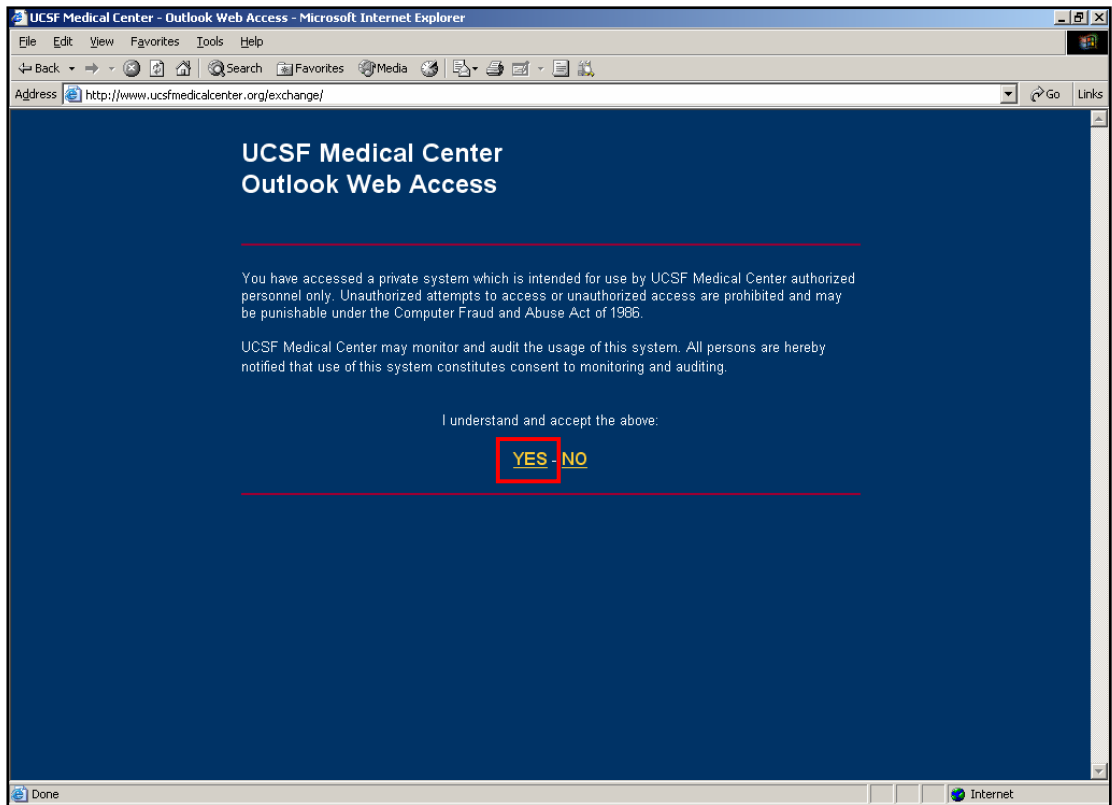 UCSF Medical Center - Outlook Web Access - Microsoft Internet Explorer
File Edit View Favorites Tools Help
Back Search Favorites Media
Address http://www.ucsfmedicalcenter.org/exchange/ Go Links
UCSF Medical Center
Outlook Web Access
You have accessed a private system which is intended for use by UCSF Medical Center authorized
personnel only. Unauthorized attempts to access or unauthorized access are prohibited and may
be punishable under the Computer Fraud and Abuse Act of 1986.
UCSF Medical Center may monitor and audit the usage of this system. All persons are hereby
notified that use of this system constitutes consent to monitoring and auditing.
I understand and accept the above:
YES - NO
Done Internet